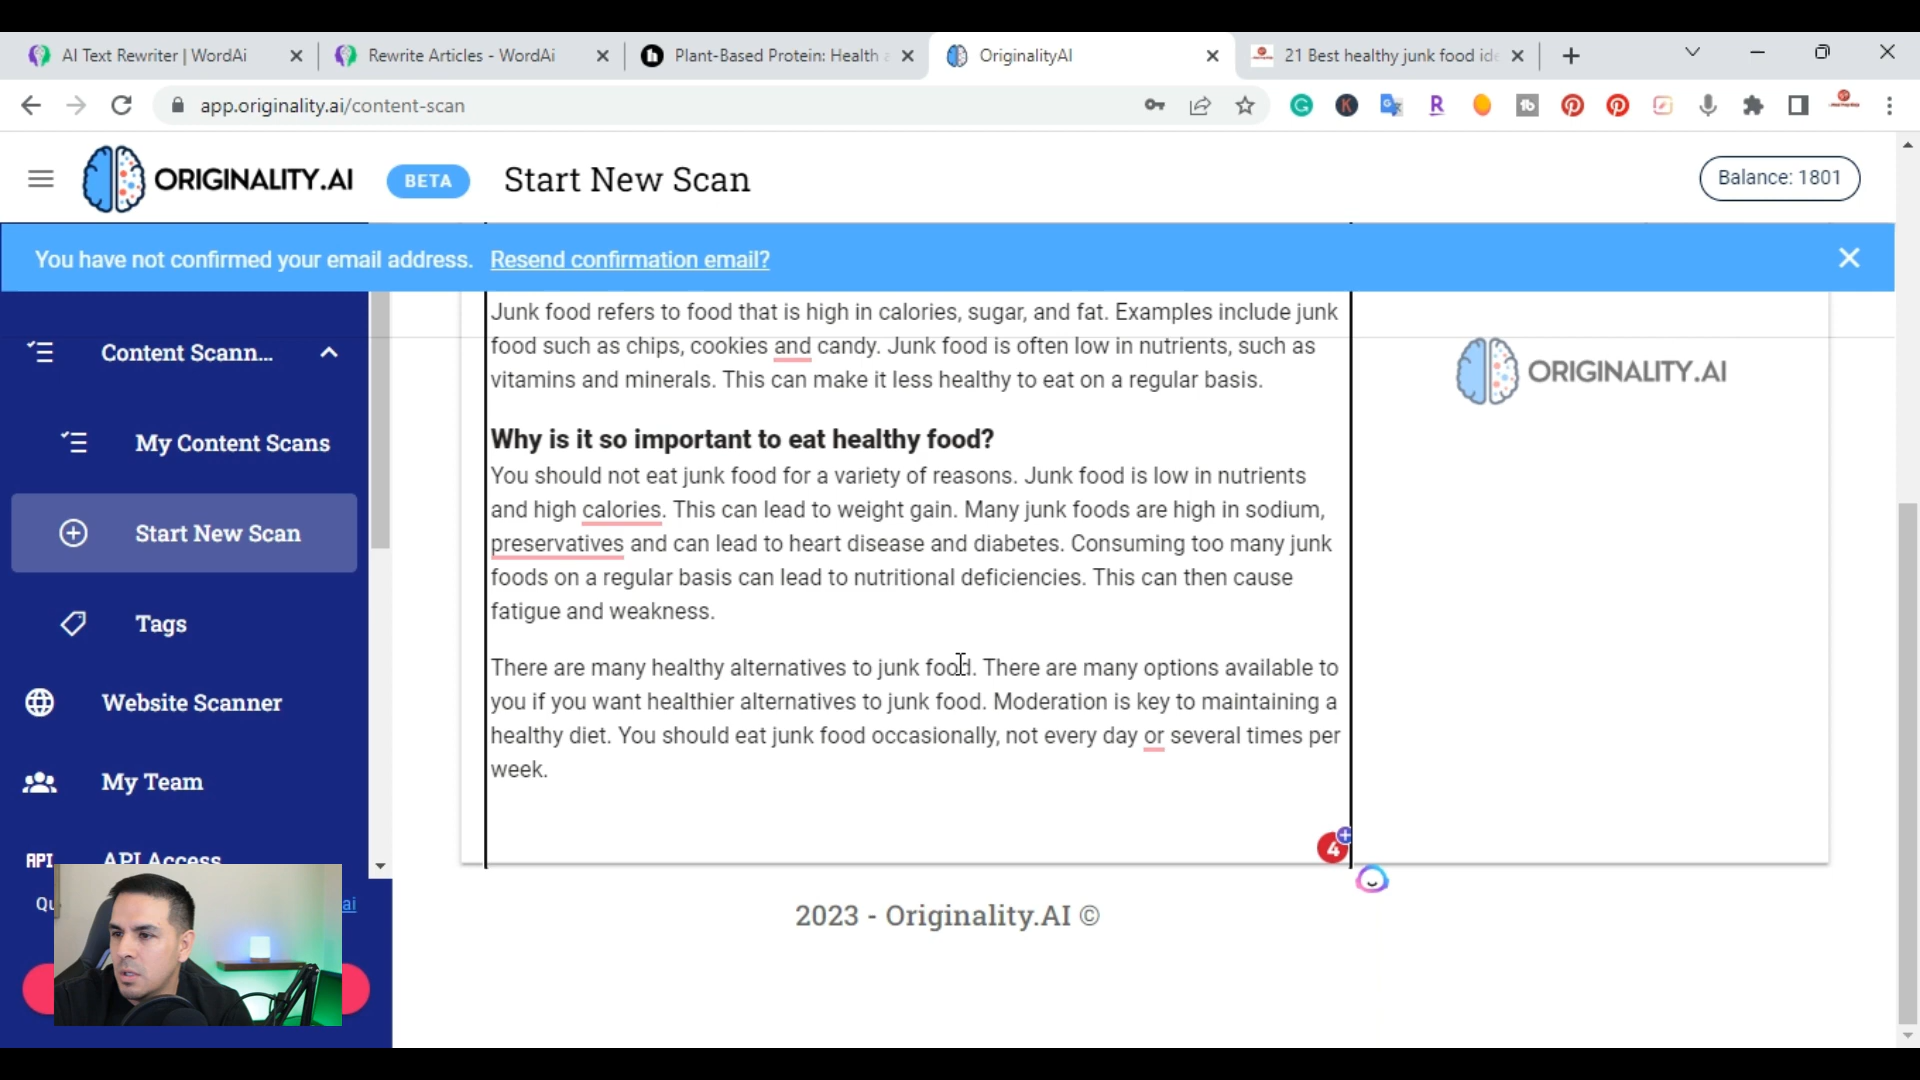 AI Text Rewriter | WordAi
Rewrite Articles - WordAi
Plant-Based Protein: Health a
OriginalityAI
21 Best healthy junk food ide
app.originality.ai/content-scan
ORIGINALITY.AI
BETA
Start New Scan
Balance: 1801
You have not confirmed your email address. Resend confirmation email?
Content Scann...
My Content Scans
Start New Scan
Tags
Website Scanner
My Team
API API Access
Qu
ai
Junk food refers to food that is high in calories, sugar, and fat. Examples include junk
food such as chips, cookies and candy. Junk food is often low in nutrients, such as
vitamins and minerals. This can make it less healthy to eat on a regular basis.
Why is it so important to eat healthy food?
You should not eat junk food for a variety of reasons. Junk food is low in nutrients
and high calories. This can lead to weight gain. Many junk foods are high in sodium,
preservatives and can lead to heart disease and diabetes. Consuming too many junk
foods on a regular basis can lead to nutritional deficiencies. This can then cause
fatigue and weakness.
There are many healthy alternatives to junk food. There are many options available to
you if you want healthier alternatives to junk food. Moderation is key to maintaining a
healthy diet. You should eat junk food occasionally, not every day or several times per
week.
4
ORIGINALITY.AI
2023 - Originality.AI ©